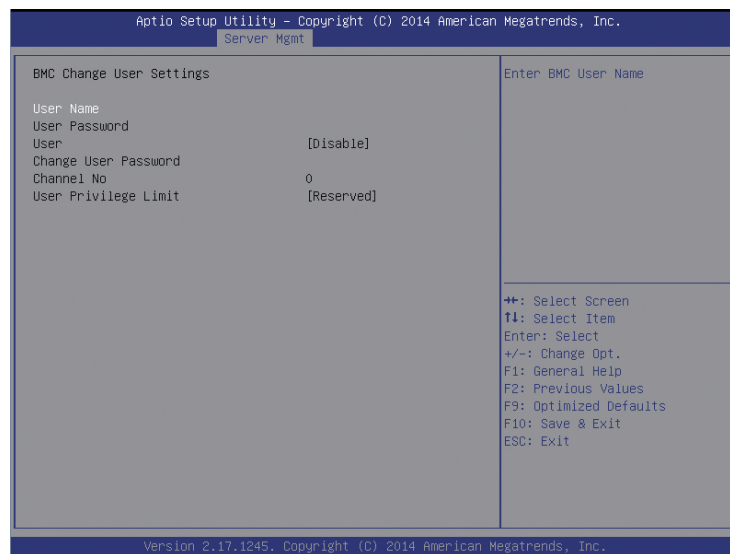 Aptio Setup Utility – Copyright (C) 2014 American Megatrends, Inc.
Server Mgmt
BMC Change User Settings
User Name
User Password
User [Disable]
Change User Password
Channel No 0
User Privilege Limit [Reserved]
Enter BMC User Name
→←: Select Screen
↑↓: Select Item
Enter: Select
+/-: Change Opt.
F1: General Help
F2: Previous Values
F9: Optimized Defaults
F10: Save & Exit
ESC: Exit
Version 2.17.1245. Copyright (C) 2014 American Megatrends, Inc.